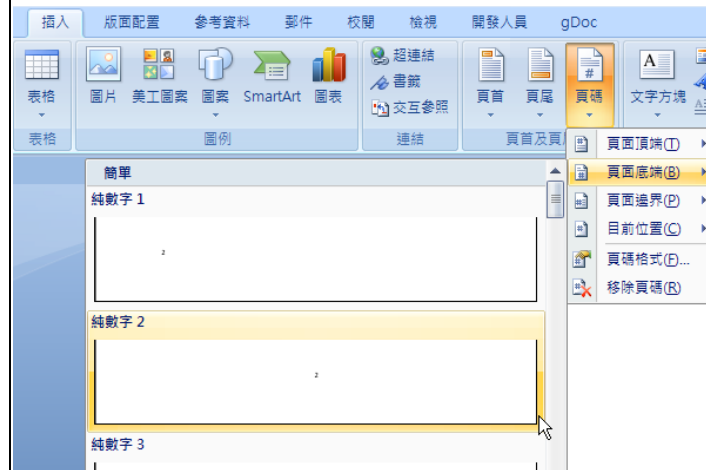 插入 版面配置 參考資料 郵件 校閱 檢視 開發人員 gDoc
表格 圖片 美工圖案 圖案 SmartArt 圖表 超連結 書籤 交互參照 頁首 頁尾 頁碼 文字方塊
表格 圖例 連結 頁首及頁
頁面頂端(T)
頁面底端(B)
頁面邊界(P)
目前位置(C)
頁碼格式(F)...
移除頁碼(R)
簡單
純數字 1
2
純數字 2
2
純數字 3